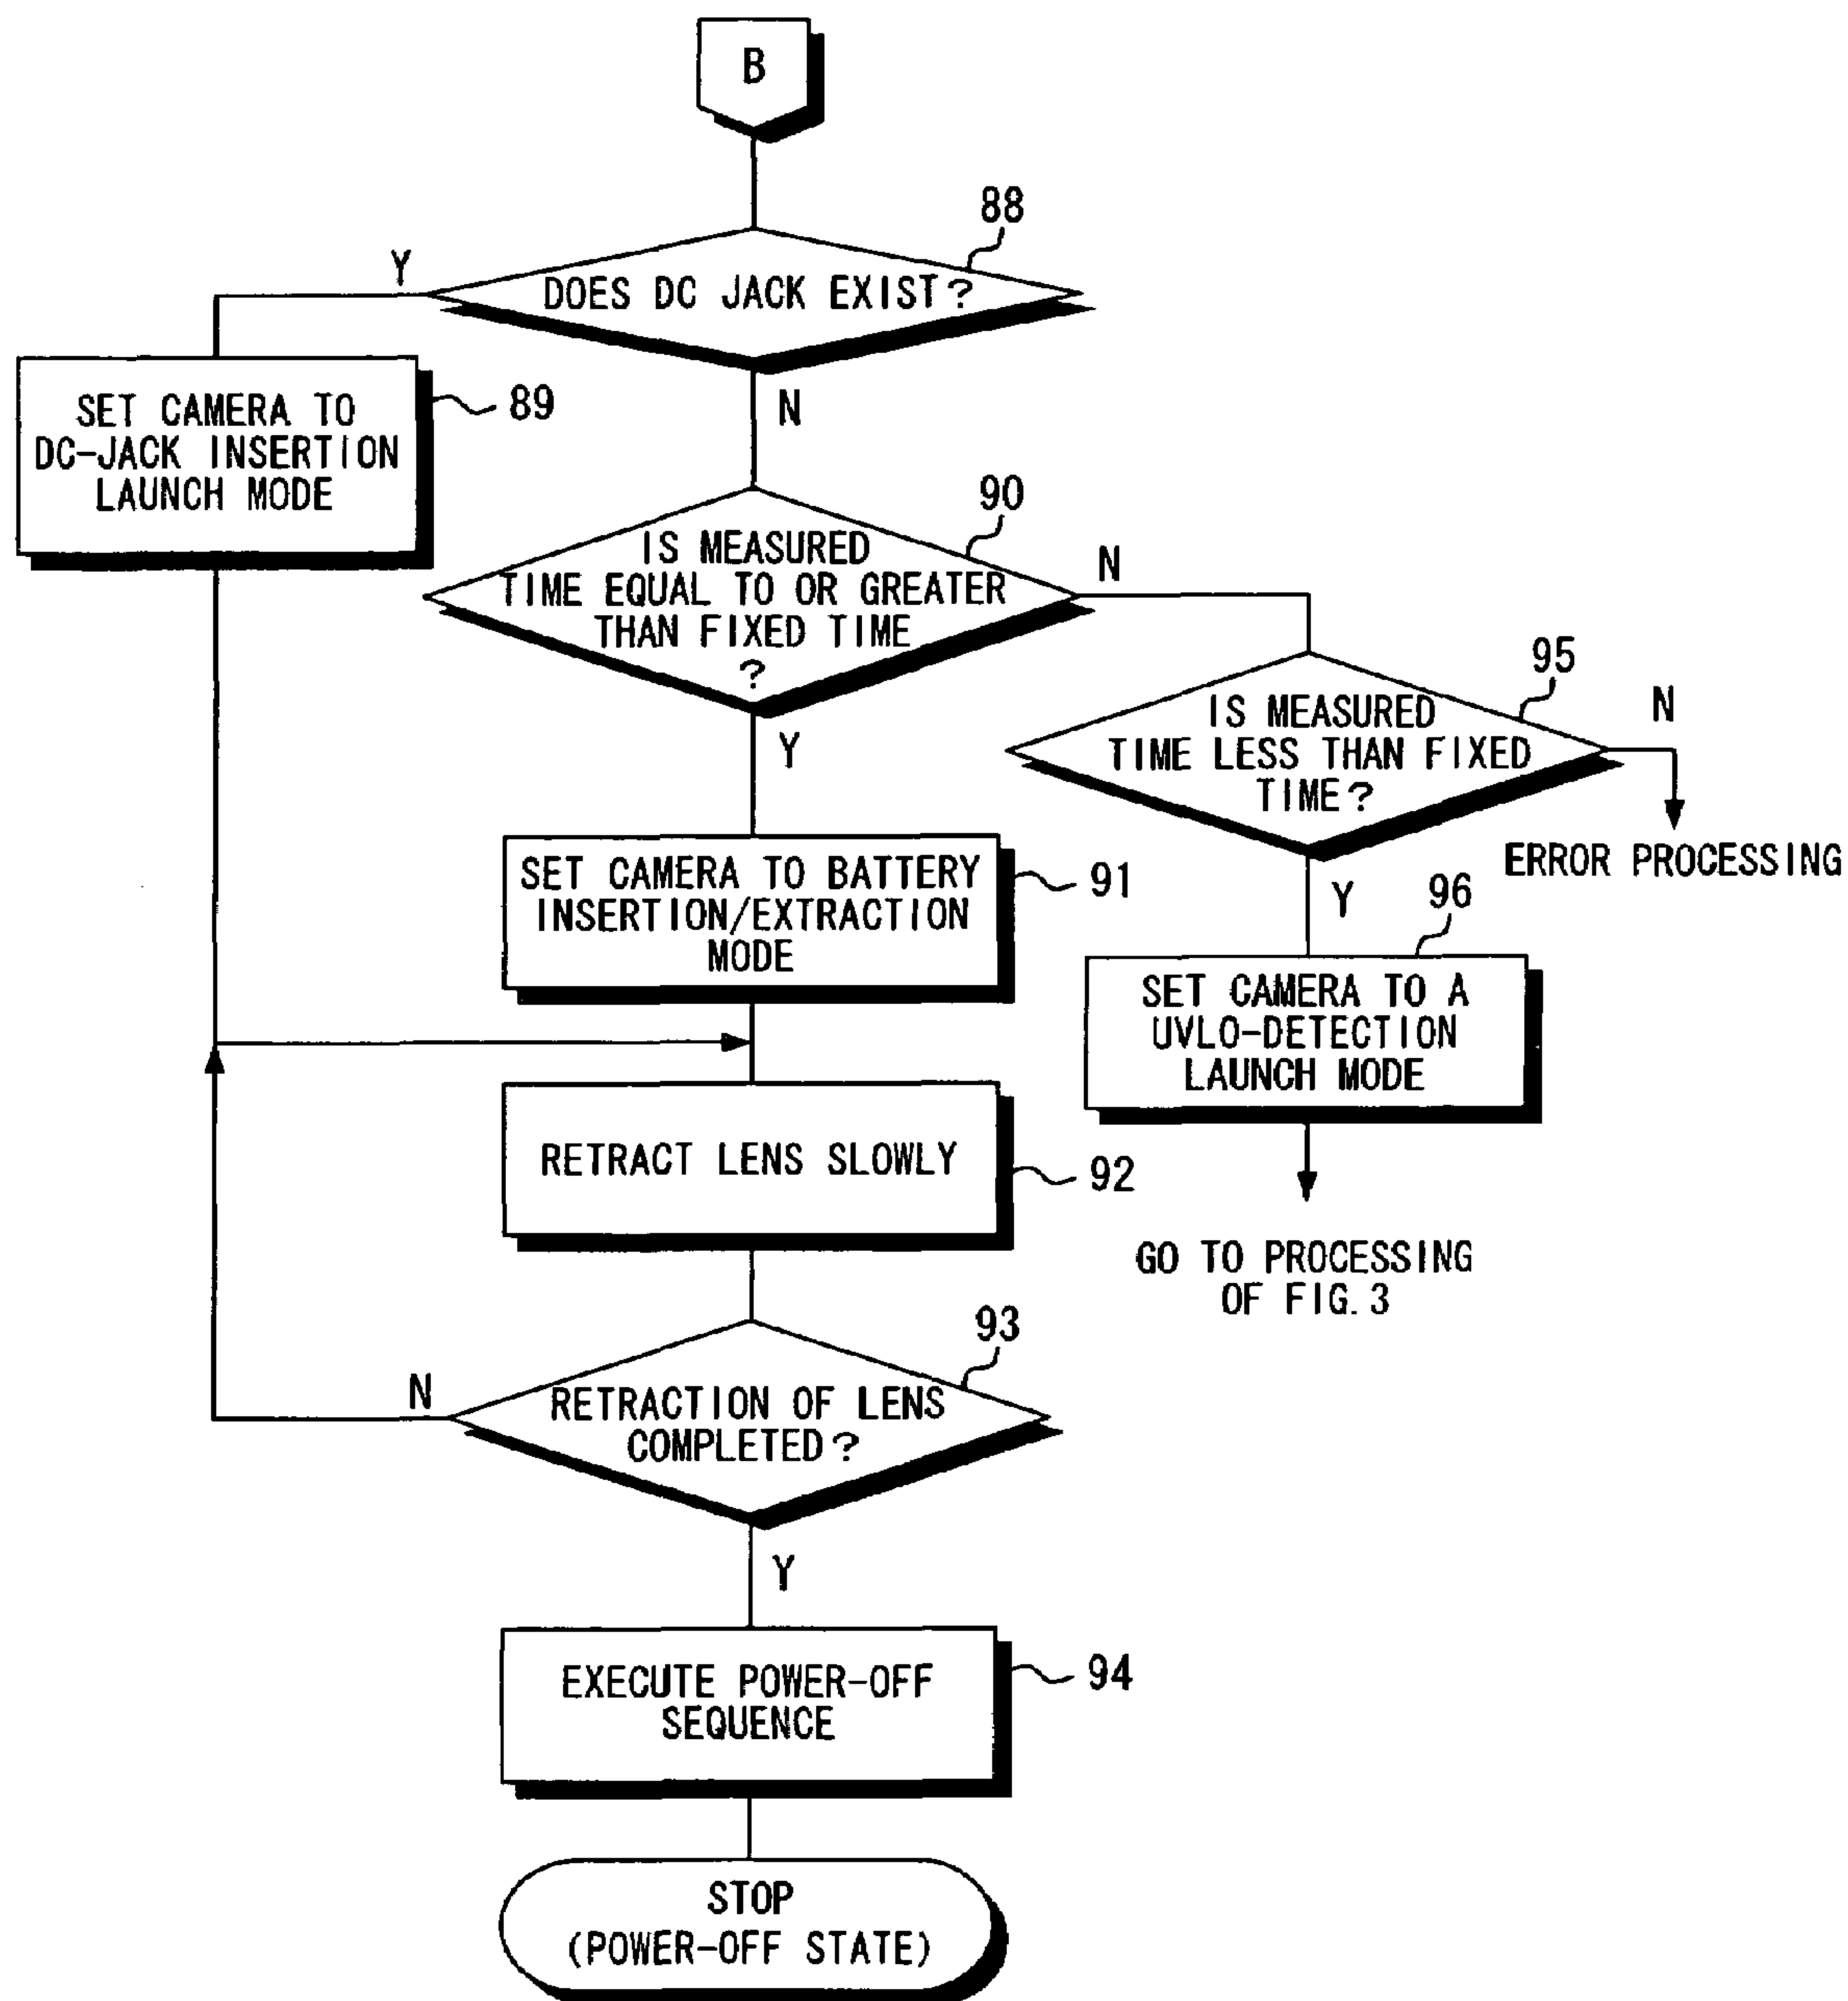 B
88
Y
DOES DC JACK EXIST?
SET CAMERA TO
DC-JACK INSERTION
LAUNCH MODE
89
N
90
IS MEASURED
TIME EQUAL TO OR GREATER
THAN FIXED TIME
?
N
95
IS MEASURED
TIME LESS THAN FIXED
TIME?
N
Y
ERROR PROCESSING
SET CAMERA TO BATTERY
INSERTION/EXTRACTION
MODE
91
Y
96
SET CAMERA TO A
UVLO-DETECTION
LAUNCH MODE
RETRACT LENS SLOWLY
92
GO TO PROCESSING
OF FIG.3
93
N
RETRACTION OF LENS
COMPLETED?
Y
EXECUTE POWER-OFF
SEQUENCE
94
STOP
(POWER-OFF STATE)